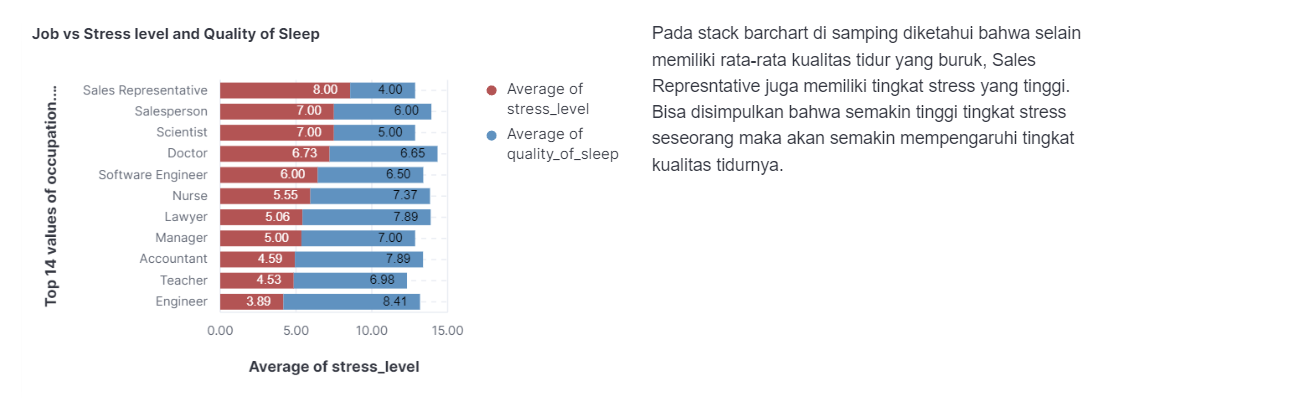 Job vs Stress level and Quality of Sleep
Top 14 values of occupation....
Sales Representative 8.00 4.00
Salesperson 7.00 6.00
Scientist 7.00 5.00
Doctor 6.73 6.65
Software Engineer 6.00 6.50
Nurse 5.55 7.37
Lawyer 5.06 7.89
Manager 5.00 7.00
Accountant 4.59 7.89
Teacher 4.53 6.98
Engineer 3.89 8.41
0.00 5.00 10.00 15.00
Average of stress_level
Average of
stress_level
Average of
quality_of_sleep
Pada stack barchart di samping diketahui bahwa selain
memiliki rata-rata kualitas tidur yang buruk, Sales
Represntative juga memiliki tingkat stress yang tinggi.
Bisa disimpulkan bahwa semakin tinggi tingkat stress
seseorang maka akan semakin mempengaruhi tingkat
kualitas tidurnya.